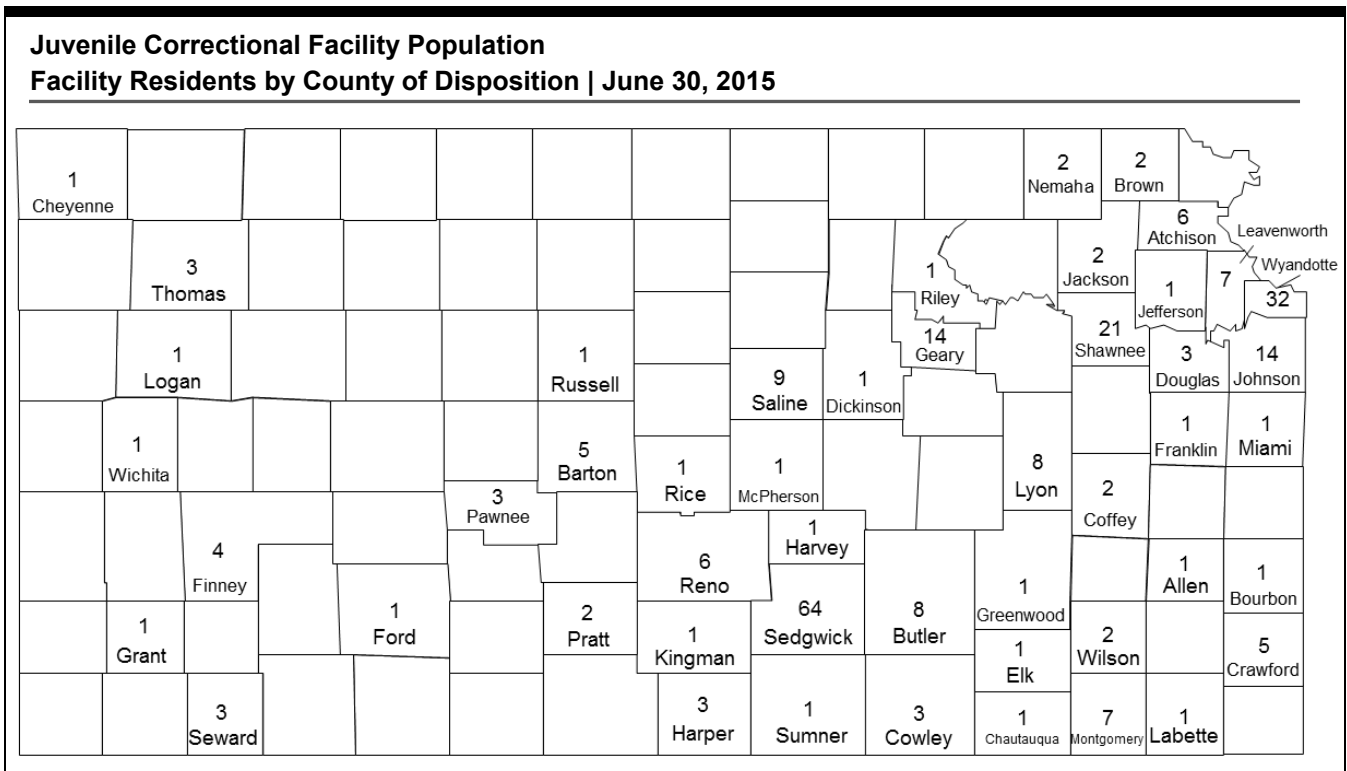 Juvenile Correctional Facility Population
Facility Residents by County of Disposition | June 30, 2015
1
Cheyenne
2
Nemaha
2
Brown
6
Atchison
Leavenworth
7
Wyandotte
32
3
Thomas
1
Riley
2
Jackson
1
Jefferson
14
Geary
21
Shawnee
3
Douglas
14
Johnson
1
Logan
1
Russell
9
Saline
1
Dickinson
1
Wichita
5
Barton
1
Rice
1
McPherson
8
Lyon
1
Franklin
1
Miami
3
Pawnee
2
Coffey
4
Finney
6
Reno
1
Harvey
1
Allen
1
Bourbon
1
Grant
1
Ford
2
Pratt
1
Kingman
64
Sedgwick
8
Butler
1
Greenwood
1
Elk
2
Wilson
5
Crawford
3
Seward
3
Harper
1
Sumner
3
Cowley
1
Chautauqua
7
Montgomery
1
Labette